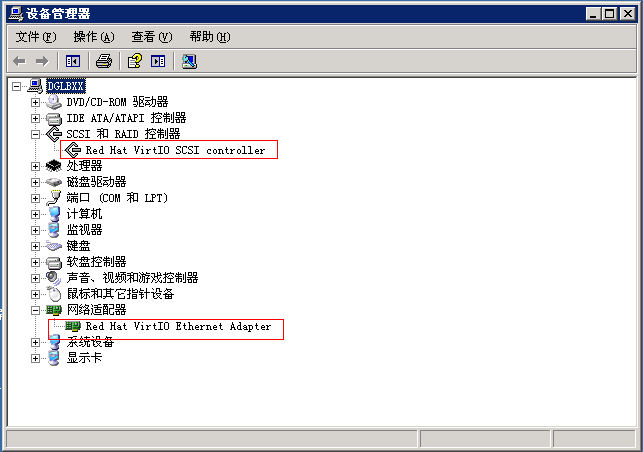 设备管理器
文件(F) 操作(A) 查看(V) 帮助(H)
DGLBXX
DVD/CD-ROM 驱动器
IDE ATA/ATAPI 控制器
SCSI 和 RAID 控制器
Red Hat VirtIO SCSI controller
处理器
磁盘驱动器
端口 (COM 和 LPT)
计算机
监视器
键盘
软盘控制器
声音、视频和游戏控制器
鼠标和其它指针设备
网络适配器
Red Hat VirtIO Ethernet Adapter
系统设备
显示卡